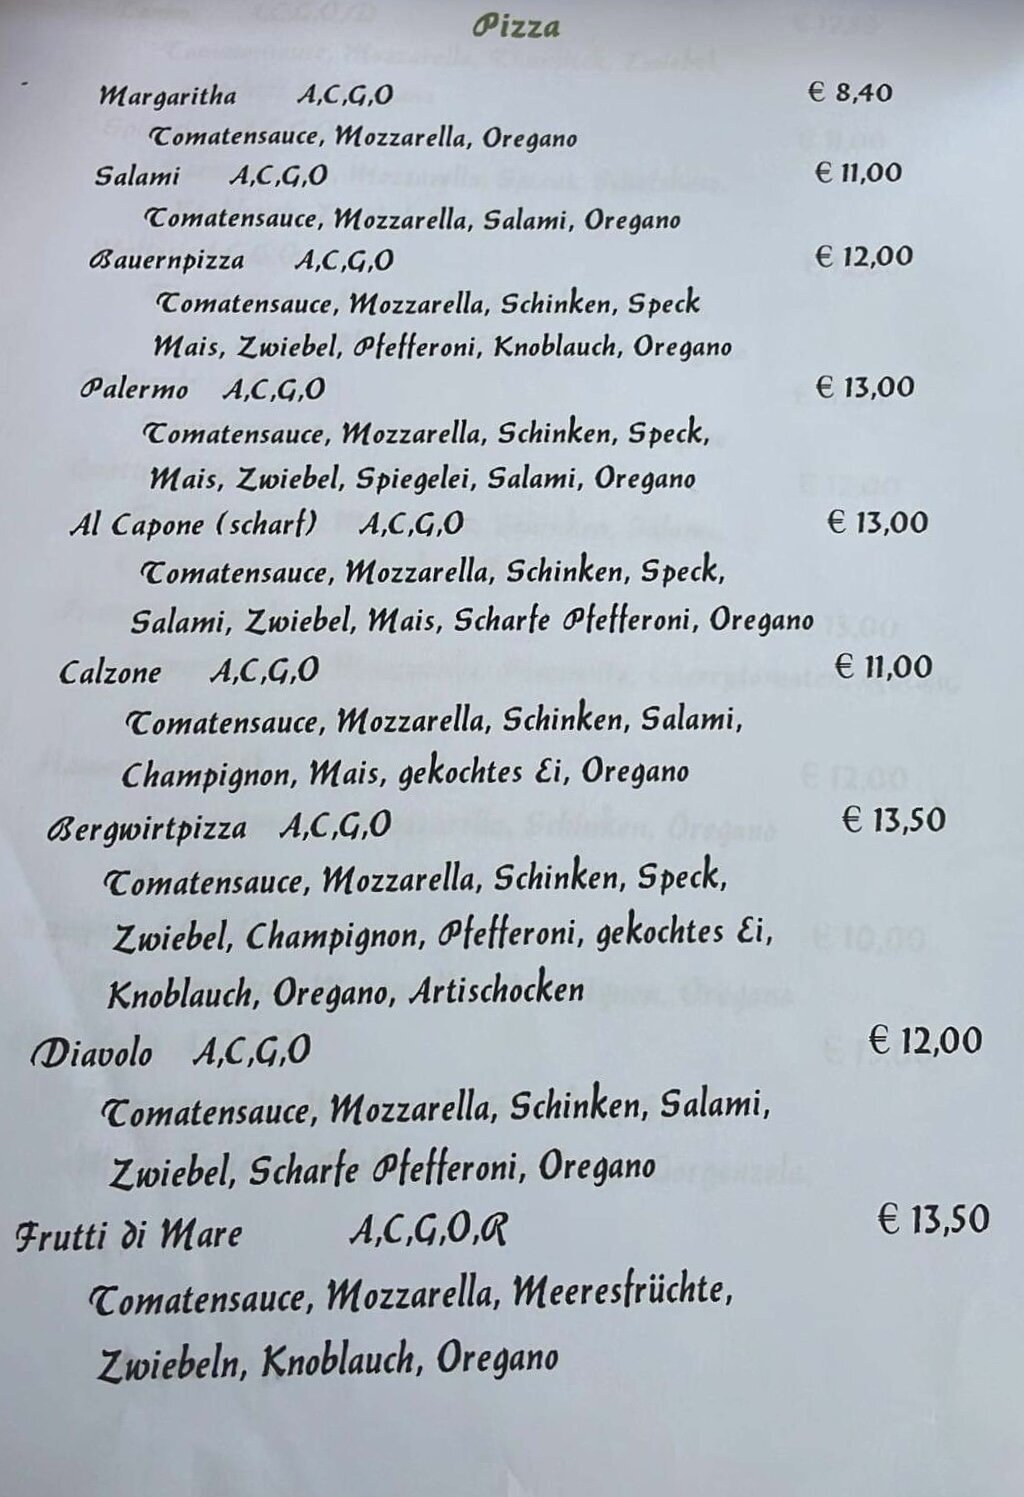 Pizza
Margaritha A,C,G,O € 8,40
Tomatensauce, Mozzarella, Oregano
Salami A,C,G,O € 11,00
Tomatensauce, Mozzarella, Salami, Oregano
Bauernpizza A,C,G,O € 12,00
Tomatensauce, Mozzarella, Schinken, Speck
Mais, Zwiebel, Pfefferoni, Knoblauch, Oregano
Palermo A,C,G,O € 13,00
Tomatensauce, Mozzarella, Schinken, Speck,
Mais, Zwiebel, Spiegelei, Salami, Oregano
Al Capone (scharf) A,C,G,O € 13,00
Tomatensauce, Mozzarella, Schinken, Speck,
Salami, Zwiebel, Mais, Scharfe Pfefferoni, Oregano
Calzone A,C,G,O € 11,00
Tomatensauce, Mozzarella, Schinken, Salami,
Champignon, Mais, gekochtes Ei, Oregano
Bergwirtpizza A,C,G,O € 13,50
Tomatensauce, Mozzarella, Schinken, Speck,
Zwiebel, Champignon, Pfefferoni, gekochtes Ei,
Knoblauch, Oregano, Artischocken
Diavolo A,C,G,O € 12,00
Tomatensauce, Mozzarella, Schinken, Salami,
Zwiebel, Scharfe Pfefferoni, Oregano
Frutti di Mare A,C,G,O,R € 13,50
Tomatensauce, Mozzarella, Meeresfrüchte,
Zwiebeln, Knoblauch, Oregano